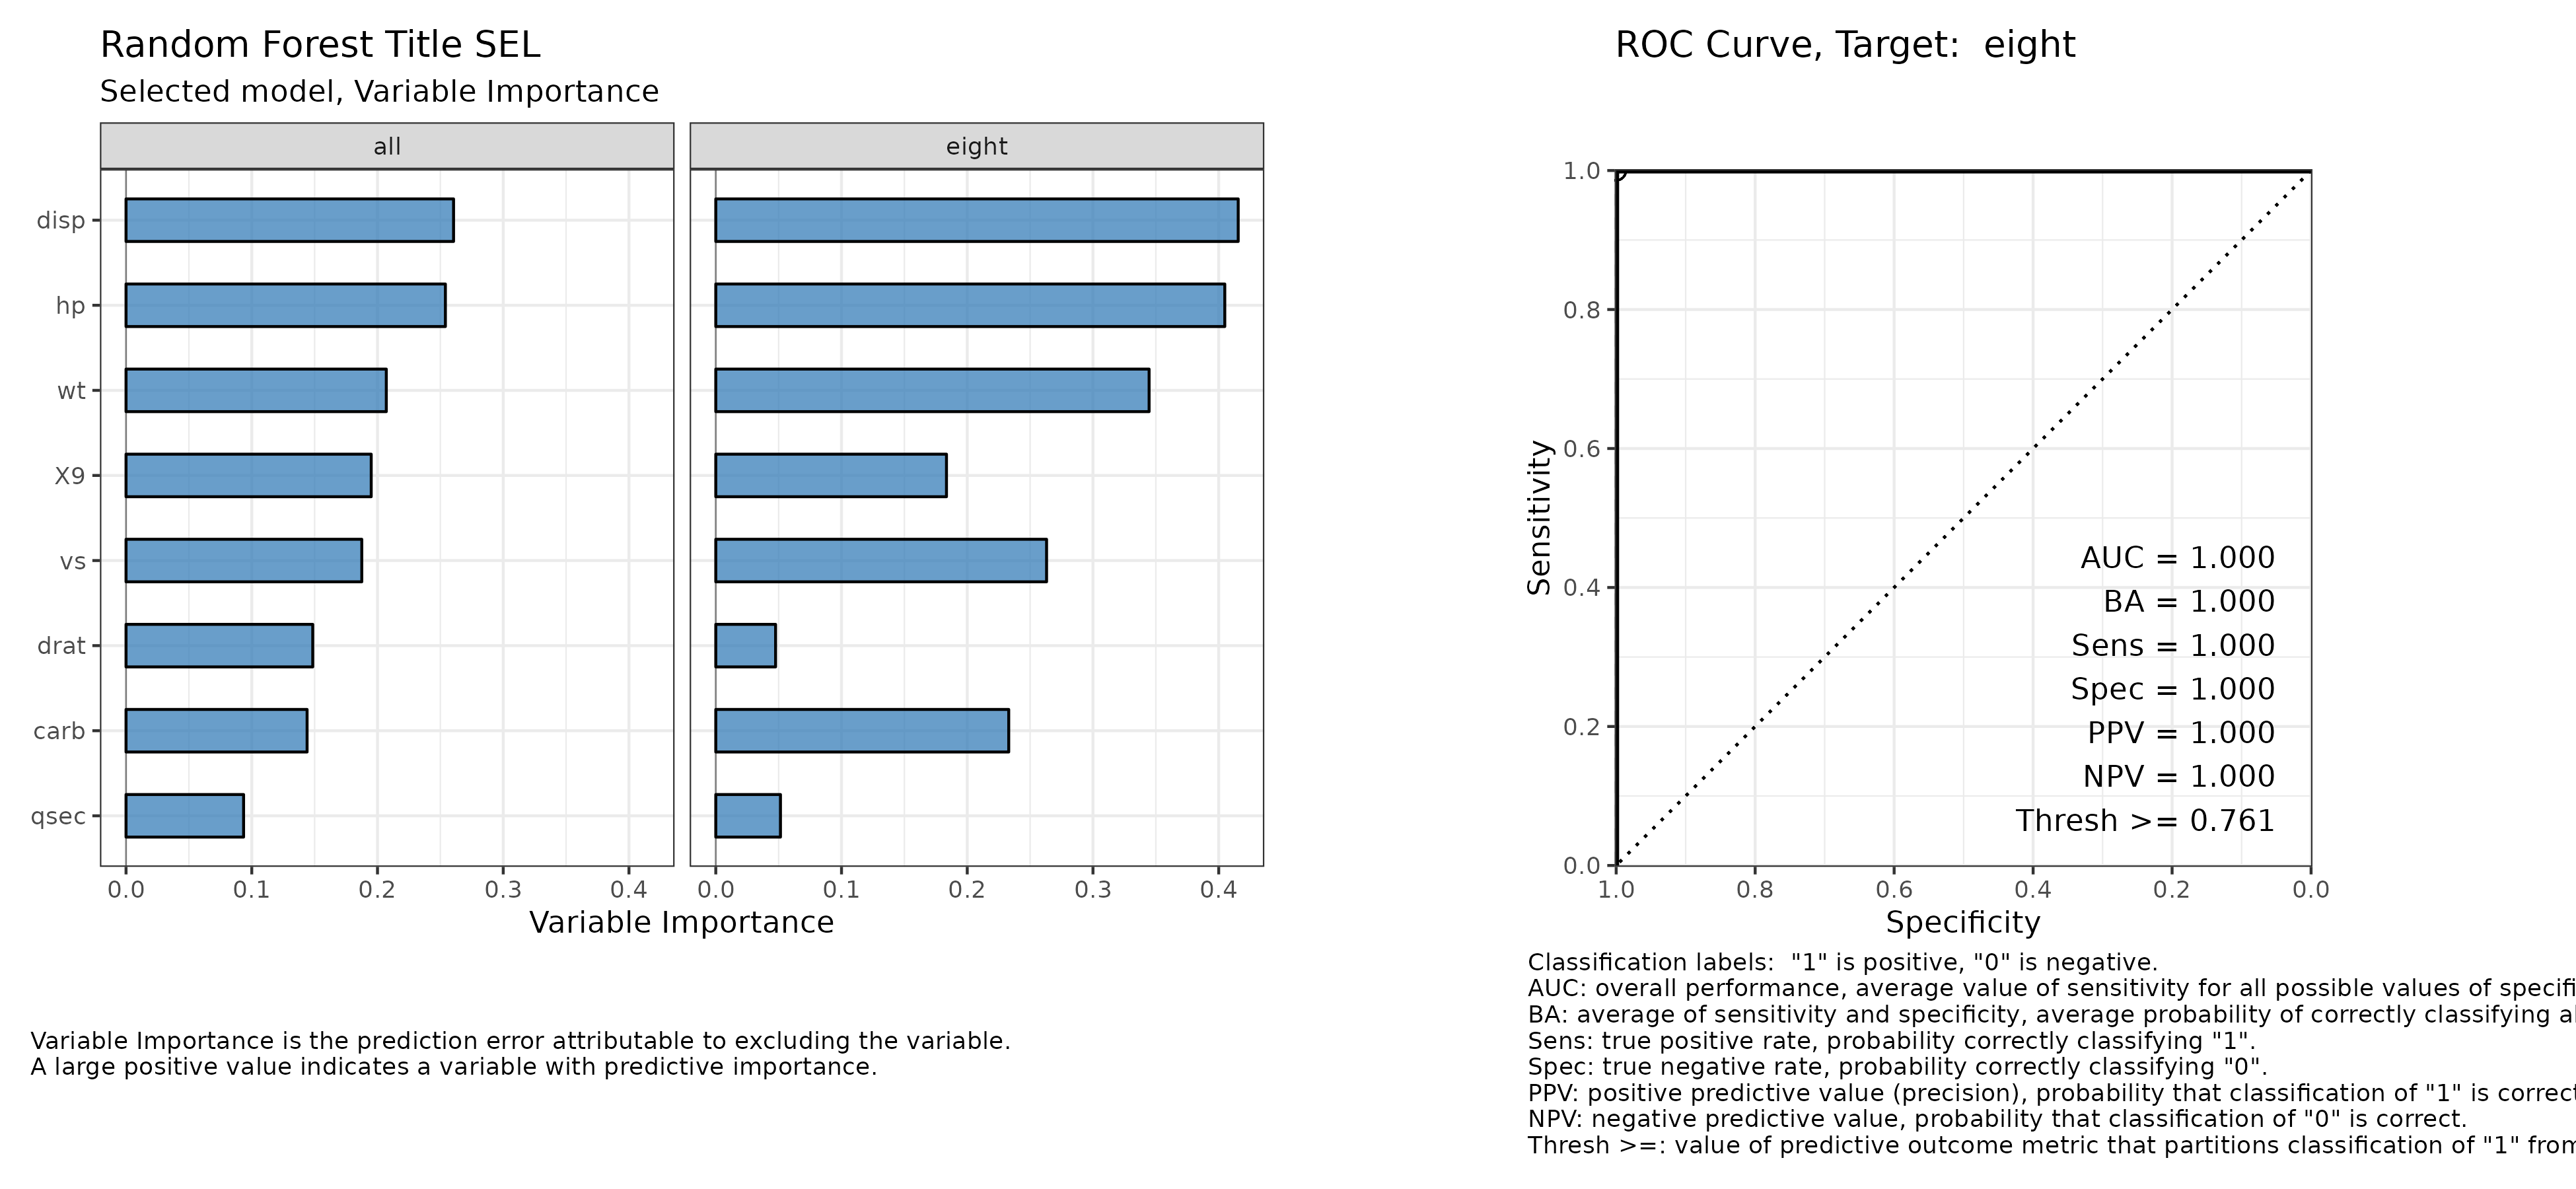 Random Forest Title SEL
Selected model, Variable Importance
all
eight
disp
hp
wt
X9
vs
drat
carb
qsec
0.0 0.1 0.2 0.3 0.4
0.0 0.1 0.2 0.3 0.4
Variable Importance
Variable Importance is the prediction error attributable to excluding the variable.
A large positive value indicates a variable with predictive importance.
ROC Curve, Target:  eight
Sensitivity
1.0
0.8
0.6
0.4
0.2
0.0
AUC = 1.000
BA = 1.000
Sens = 1.000
Spec = 1.000
PPV = 1.000
NPV = 1.000
Thresh >= 0.761
1.0 0.8 0.6 0.4 0.2 0.0
Specificity
Classification labels:  "1" is positive, "0" is negative.
AUC: overall performance, average value of sensitivity for all possible values of
BA: average of sensitivity and specificity, average probability of correctly classifying
Sens: true positive rate, probability correctly classifying "1".
Spec: true negative rate, probability correctly classifying "0".
PPV: positive predictive value (precision), probability that classification of "1" is correct
NPV: negative predictive value, probability that classification of "0" is correct.
Thresh >=: value of predictive outcome metric that partitions classification of "1" from